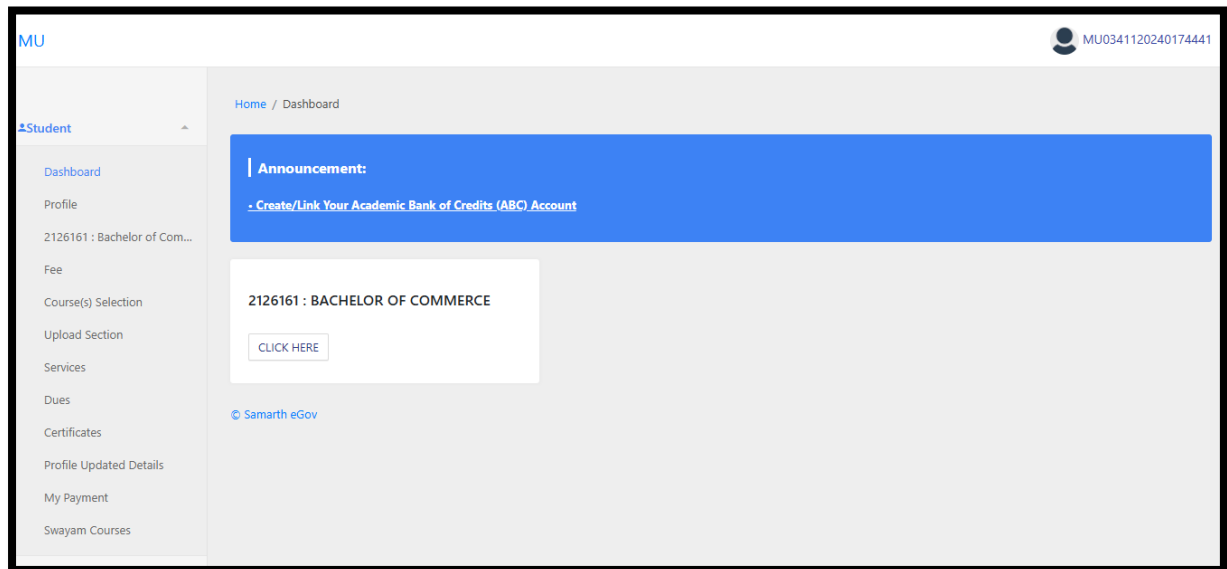 MU
MU0341120240174441
Student
Dashboard
Profile
2126161 : Bachelor of Com...
Fee
Course(s) Selection
Upload Section
Services
Dues
Certificates
Profile Updated Details
My Payment
Swayam Courses
Home / Dashboard
Announcement:
• Create/Link Your Academic Bank of Credits (ABC) Account
2126161 : BACHELOR OF COMMERCE
CLICK HERE
© Samarth eGov